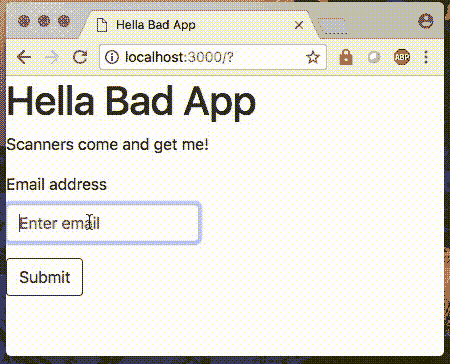 Hella Bad App
localhost:3000/?
ABP
Hella Bad App
Scanners come and get me!
Email address
Enter email
Submit